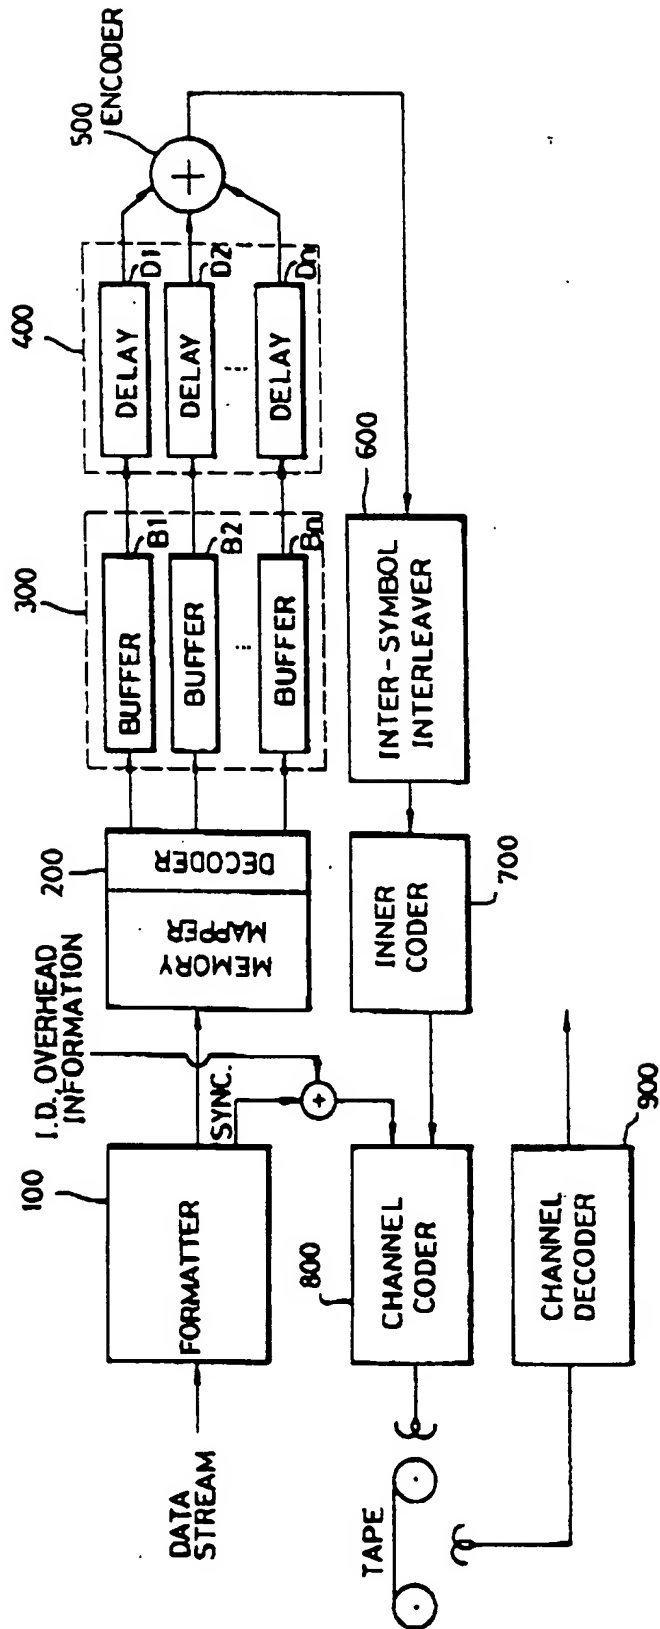 DATA
STREAM
100
FORMATTER
SYNC.
I.D., OVERHEAD
INFORMATION
200
MEMORY
MAPPER
DECODER
300
BUFFER
B1
BUFFER
B2
BUFFER
Bn
400
DELAY
D1
DELAY
D2
DELAY
Dn
500
ENCODER
+
600
INTER-SYMBOL
INTERLEAVER
INNER
CODER
700
+
800
CHANNEL
CODER
TAPE
CHANNEL
DECODER
900